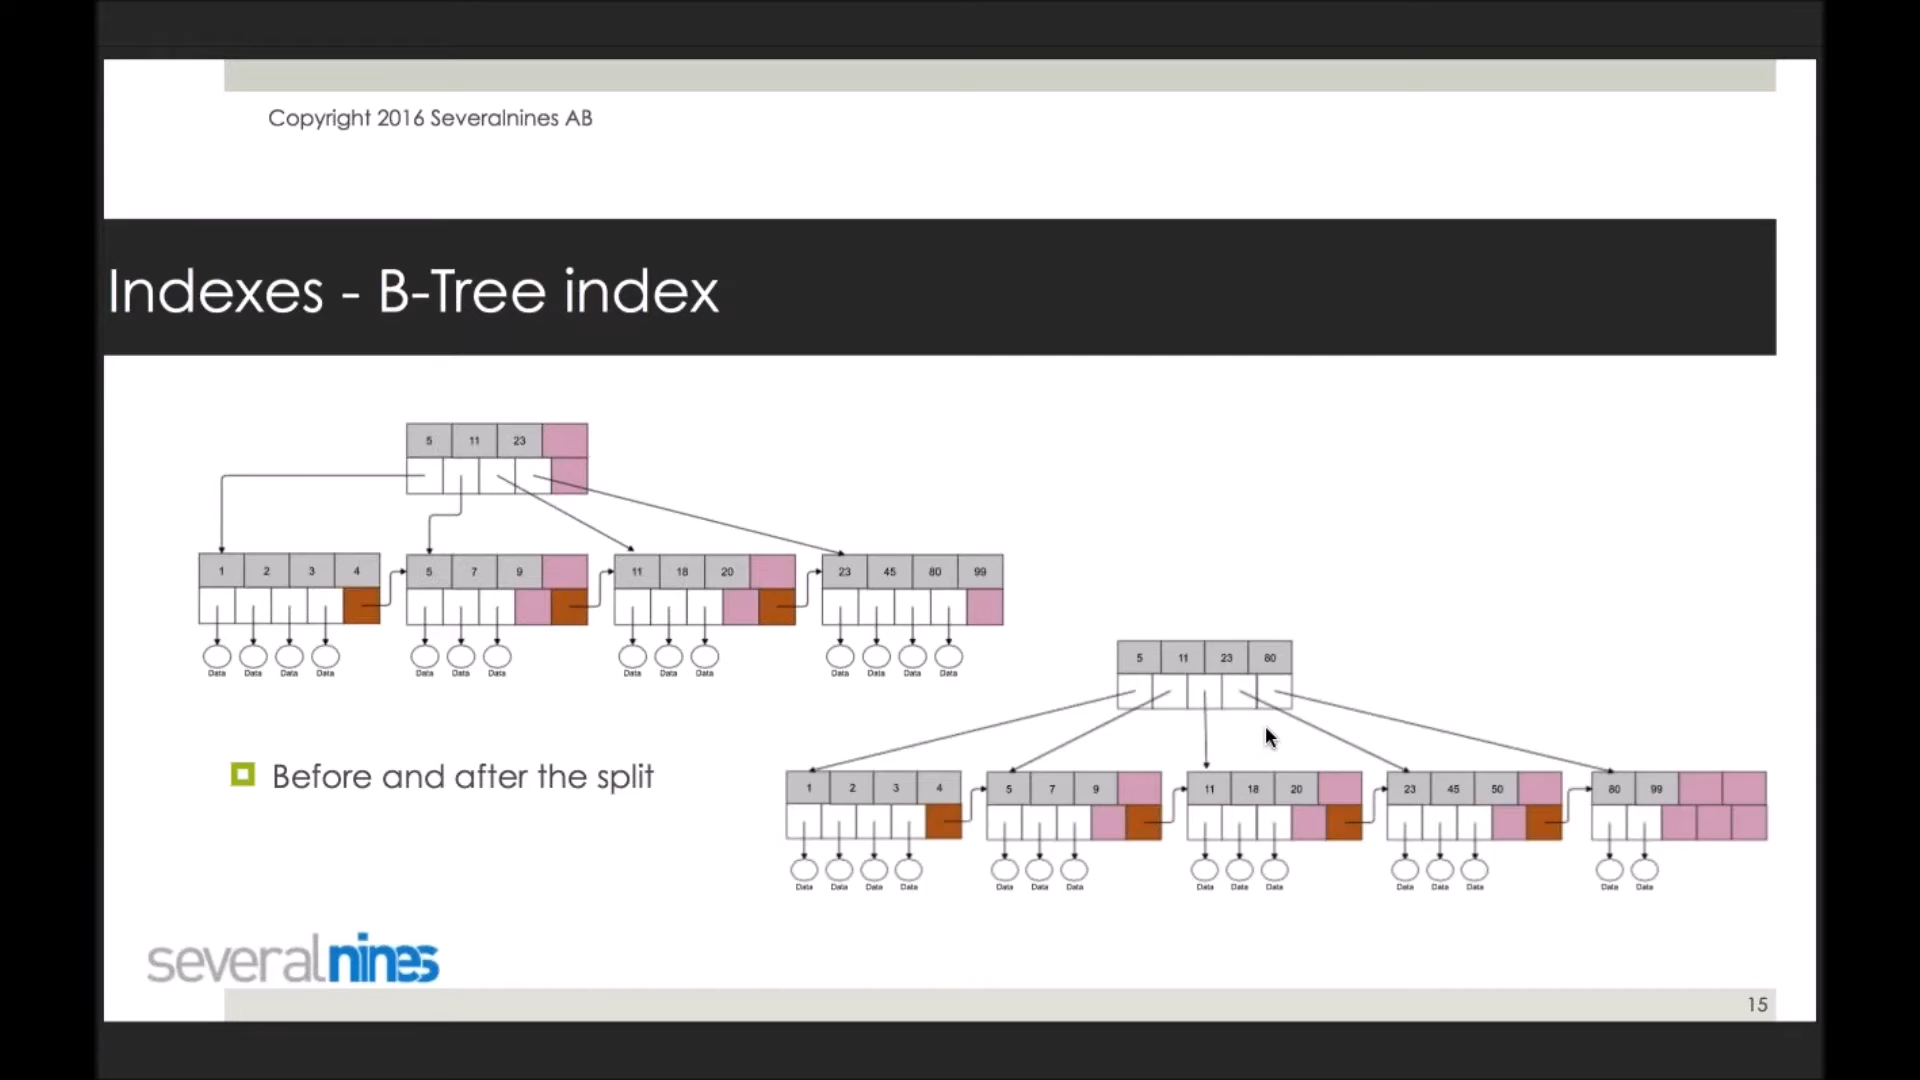 Copyright 2016 Severalnines AB
Indexes - B-Tree index
5 11 23
1 2 3 4 5 7 9 11 18 20 23 45 80 99
Data Data Data Data Data Data Data Data Data Data Data Data Data Data
5 11 23 80
Before and after the split
1 2 3 4 5 7 9 11 18 20 23 45 50 80 99
Data Data Data Data Data Data Data Data Data Data Data Data Data Data Data
severalnines
15